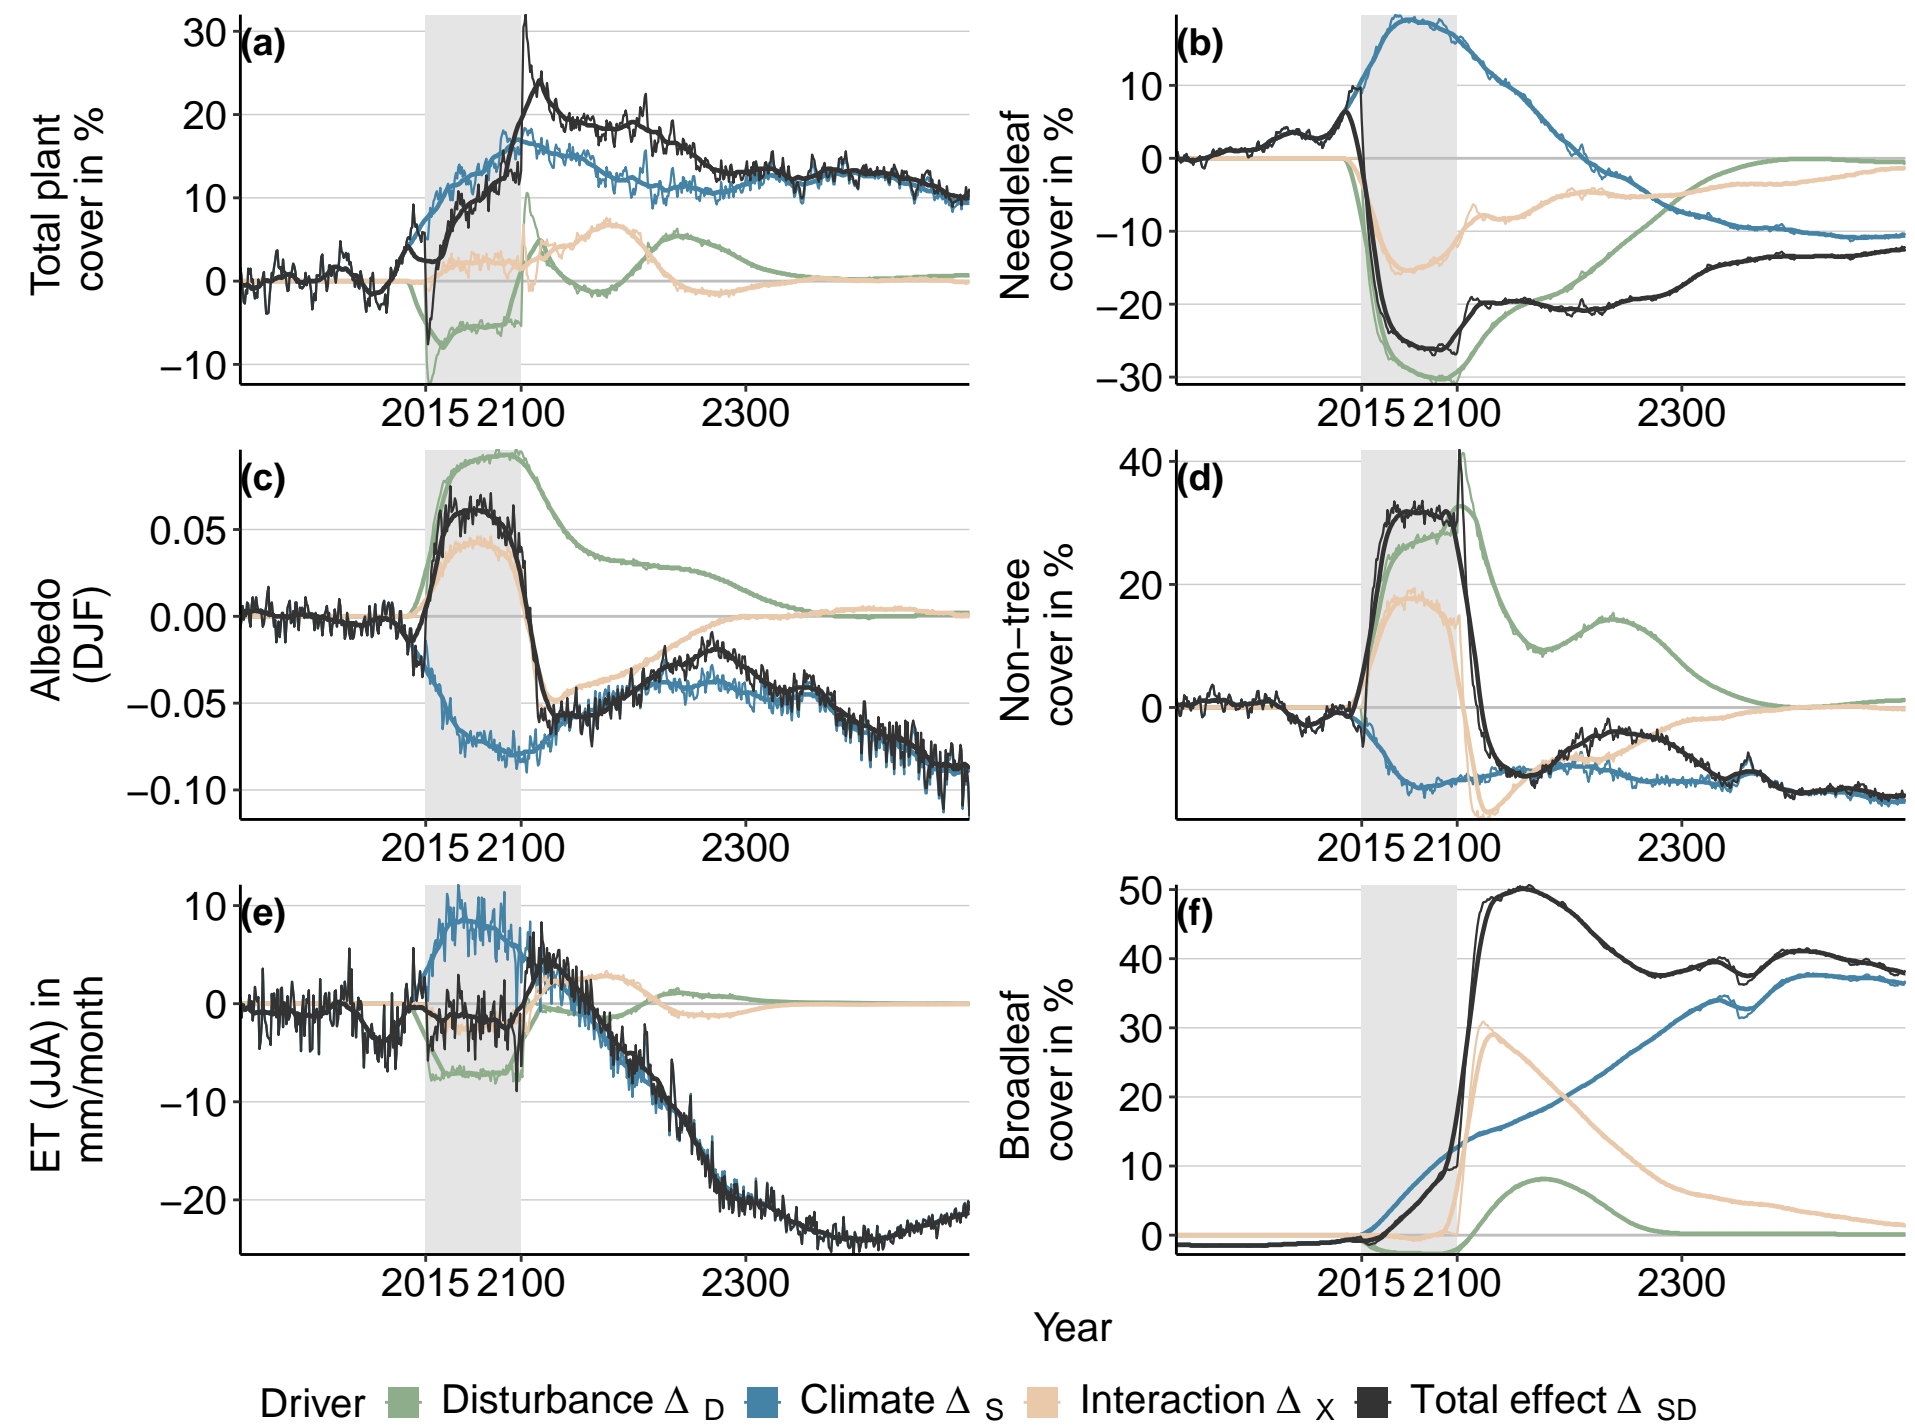 (a)
Total plant
cover in %
30
20
10
0
−10
2015 2100 2300
(b)
Needleleaf
cover in %
10
0
−10
−20
−30
2015 2100 2300
(c)
Albedo
(DJF)
0.05
0.00
−0.05
−0.10
2015 2100 2300
(d)
Non−tree
cover in %
40
20
0
2015 2100 2300
(e)
ET (JJA) in
mm/month
10
0
−10
−20
2015 2100 2300
(f)
Broadleaf
cover in %
50
40
30
20
10
0
2015 2100 2300
Year
Driver Disturbance Δ D Climate Δ S Interaction Δ X Total effect Δ SD